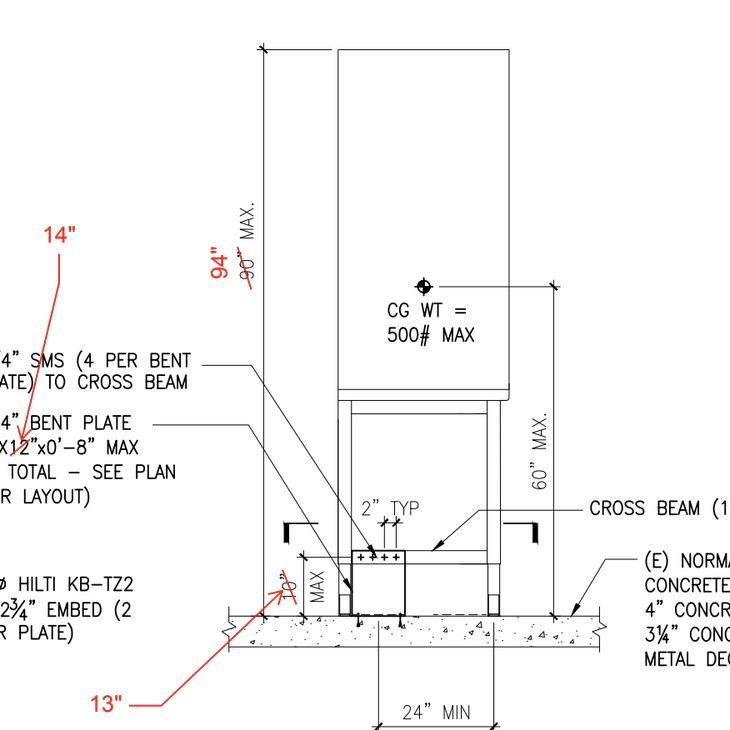 14"
94"
90" MAX.
CG WT =
500# MAX
/4" SMS (4 PER BENT
ATE) TO CROSS BEAM
4" BENT PLATE
X12"x0'-8" MAX
TOTAL – SEE PLAN
R LAYOUT)
60" MAX.
2" TYP
CROSS BEAM (1
10"
MAX
ø HILTI KB-TZ2
2¾" EMBED (2
R PLATE)
(E) NORMA
CONCRETE
4" CONCR
3¼" CONC
METAL DEC
13"
24" MIN